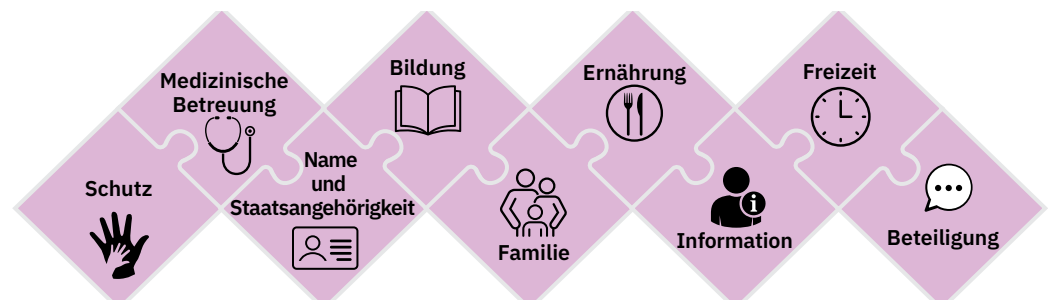 Schutz
Medizinische
Betreuung
Name
und
Staatsangehörigkeit
Bildung
Familie
Ernährung
Information
i
Freizeit
Beteiligung